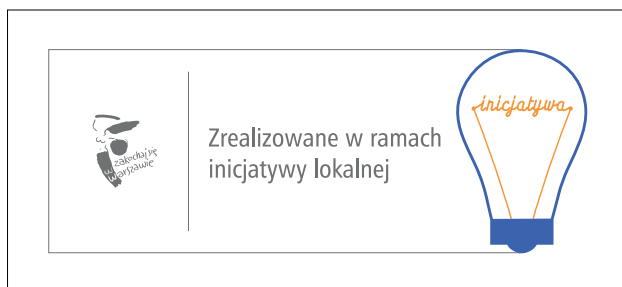 zakochaj się
w warszawie
Zrealizowane w ramach
inicjatywy lokalnej
inicjatywa